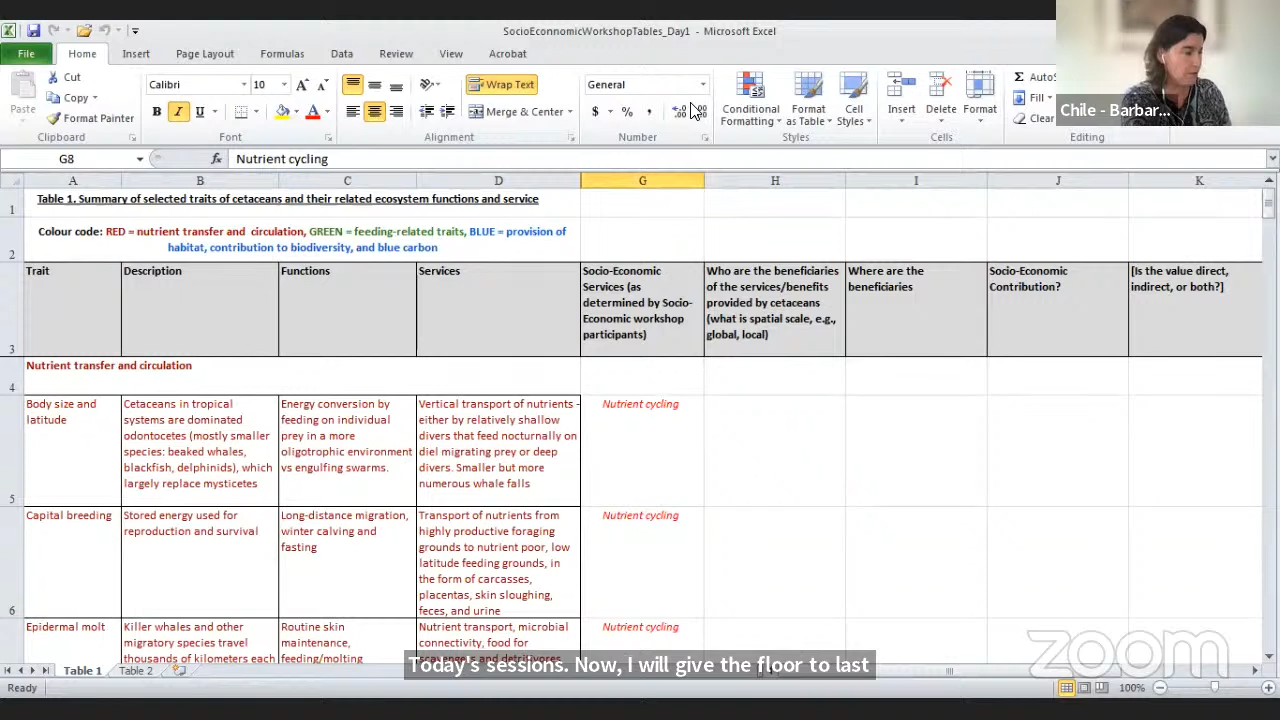 SocioEconnomicWorkshopTables_Day1 - Microsoft Excel
File Home Insert Page Layout Formulas Data Review View Acrobat
Paste
Cut
Copy
Format Painter
Clipboard
Calibri 10
B I U
Font
Wrap Text
Merge & Center
Alignment
General
$ % ,
Number
Conditional Formatting
Format as Table
Cell Styles
Styles
Insert Delete Format
Cells
Fill
Editing
Chile - Barbar...
G8 fx Nutrient cycling
A B C D G H I J K
1 Table 1. Summary of selected traits of cetaceans and their related ecosystem functions and service
Colour code: RED = nutrient transfer and circulation, GREEN = feeding-related traits, BLUE = provision of
2 habitat, contribution to biodiversity, and blue carbon
Trait
Description
Functions
Services
Socio-Economic
Services (as
determined by Socio-
Economic workshop
participants)
Who are the beneficiaries
of the services/benefits
provided by cetaceans
(what is spatial scale, e.g.,
global, local)
Where are the
beneficiaries
Socio-Economic
Contribution?
[Is the value direct,
indirect, or both?]
3
Nutrient transfer and circulation
4
Body size and
latitude
Cetaceans in tropical
systems are dominated
odontocetes (mostly smaller
species: beaked whales,
blackfish, delphinids), which
largely replace mysticetes
Energy conversion by
feeding on individual
prey in a more
oligotrophic environment
vs engulfing swarms.
Vertical transport of nutrients -
either by relatively shallow
divers that feed nocturnally on
diel migrating prey or deep
divers. Smaller but more
numerous whale falls
Nutrient cycling
5
Capital breeding
Stored energy used for
reproduction and survival
Long-distance migration,
winter calving and
fasting
Transport of nutrients from
highly productive foraging
grounds to nutrient poor, low
latitude feeding grounds, in
the form of carcasses,
placentas, skin sloughing,
feces, and urine
Nutrient cycling
6
Epidermal molt
Killer whales and other
migratory species travel
thousands of kilometers each
Routine skin
maintenance,
feeding/molting
Nutrient transport, microbial
connectivity, food for
Nutrient cycling
Today's sessions. Now, I will give the floor to last
zoom
Table 1 Table 2
Ready
100%